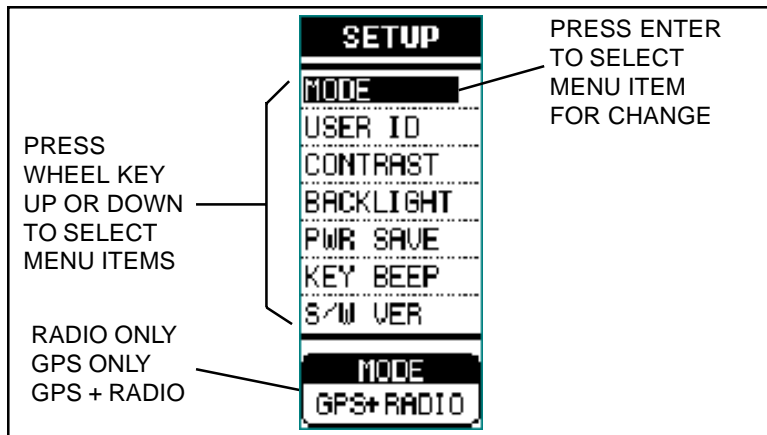 SETUP
MODE
USER ID
CONTRAST
BACKLIGHT
PWR SAVE
KEY BEEP
S/W VER
MODE
GPS+RADIO
PRESS ENTER
TO SELECT
MENU ITEM
FOR CHANGE
PRESS
WHEEL KEY
UP OR DOWN
TO SELECT
MENU ITEMS
RADIO ONLY
GPS ONLY
GPS + RADIO